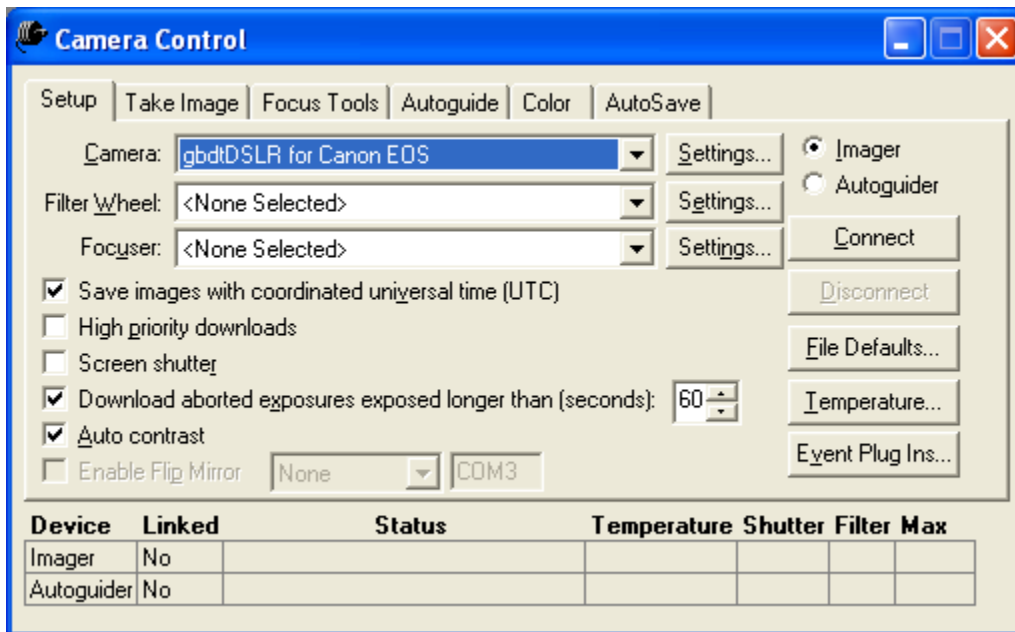 Camera Control
Setup Take Image Focus Tools Autoguide Color AutoSave
Camera: gbdtDSLR for Canon EOS Settings... Imager
Autoguider
Filter Wheel: <None Selected> Settings...
Focuser: <None Selected> Settings... Connect
Save images with coordinated universal time (UTC) Disconnect
High priority downloads
Screen shutter File Defaults...
Download aborted exposures exposed longer than (seconds): 60 Temperature...
Auto contrast
Enable Flip Mirror None COM3 Event Plug Ins...
Device Linked Status Temperature Shutter Filter Max
Imager No
Autoguider No